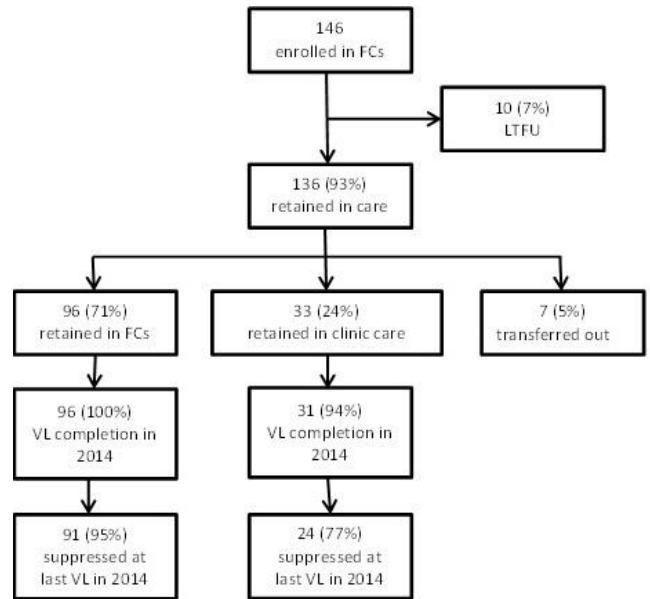 146
enrolled in FCs
10 (7%)
LTFU
136 (93%)
retained in care
96 (71%)
retained in FCs
33 (24%)
retained in clinic care
7 (5%)
transferred out
96 (100%)
VL completion in
2014
31 (94%)
VL completion in
2014
91 (95%)
suppressed at
last VL in 2014
24 (77%)
suppressed at
last VL in 2014